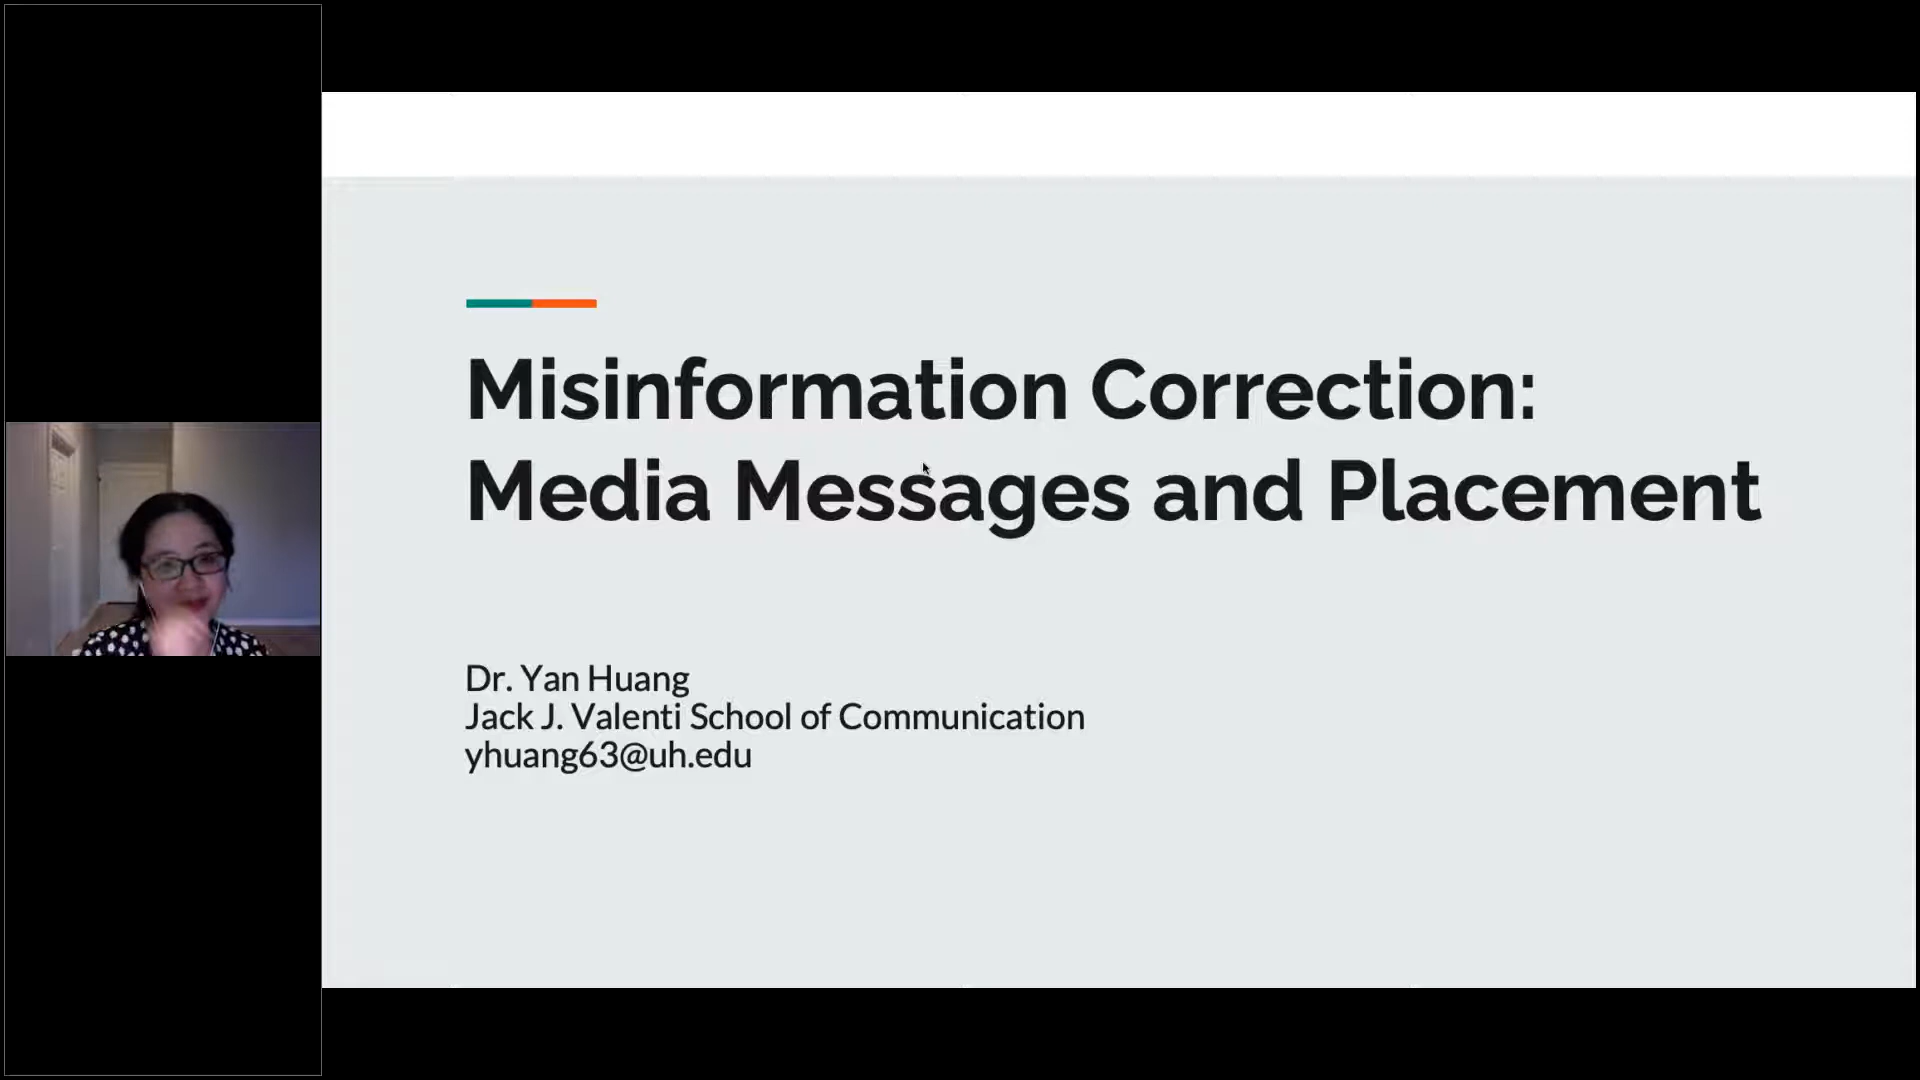 Misinformation Correction:
Media Messages and Placement
Dr. Yan Huang
Jack J. Valenti School of Communication
yhuang63@uh.edu